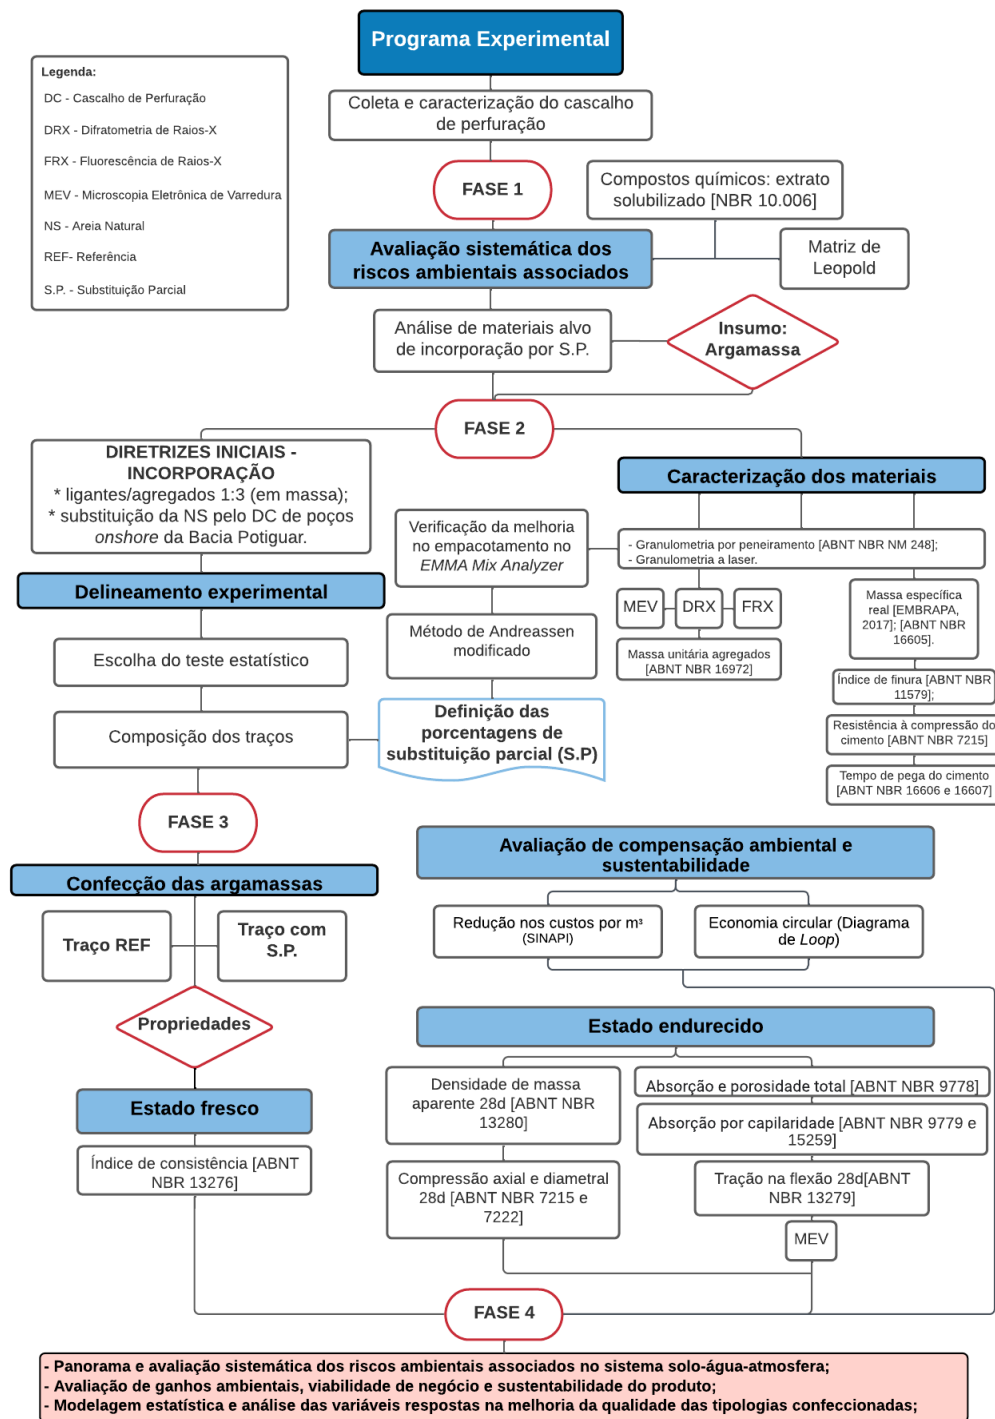 Programa Experimental
Legenda:
DC - Cascalho de Perfuração
DRX - Difratometria de Raios-X
FRX - Fluorescência de Raios-X
MEV - Microscopia Eletrônica de Varredura
NS - Areia Natural
REF- Referência
S.P. - Substituição Parcial
Coleta e caracterização do cascalho
de perfuração
FASE 1
Compostos químicos: extrato
solubilizado [NBR 10.006]
Avaliação sistemática dos
riscos ambientais associados
Matriz de
Leopold
Análise de materiais alvo
de incorporação por S.P.
Insumo:
Argamassa
FASE 2
DIRETRIZES INICIAIS -
INCORPORAÇÃO
* ligantes/agregados 1:3 (em massa);
* substituição da NS pelo DC de poços
onshore da Bacia Potiguar.
Caracterização dos materiais
Verificação da melhoria
no empacotamento no
EMMA Mix Analyzer
- Granulometria por peneiramento [ABNT NBR NM 248];
- Granulometria a laser.
Delineamento experimental
MEV
DRX
FRX
Massa específica
real [EMBRAPA,
2017]; [ABNT NBR
16605].
Escolha do teste estatístico
Método de Andreassen
modificado
Massa unitária agregados
[ABNT NBR 16972]
Índice de finura [ABNT NBR
11579];
Composição dos traços
Definição das
porcentagens de
substituição parcial (S.P)
Resistência à compressão do
cimento [ABNT NBR 7215]
Tempo de pega do cimento
[ABNT NBR 16606 e 16607]
FASE 3
Avaliação de compensação ambiental e
sustentabilidade
Confecção das argamassas
Redução nos custos por m³
(SINAPI)
Economia circular (Diagrama
de Loop)
Traço REF
Traço com
S.P.
Propriedades
Estado endurecido
Estado fresco
Densidade de massa
aparente 28d [ABNT NBR
13280]
Absorção e porosidade total [ABNT NBR 9778]
Absorção por capilaridade [ABNT NBR 9779 e
15259]
Índice de consistência [ABNT
NBR 13276]
Compressão axial e diametral
28d [ABNT NBR 7215 e
7222]
Tração na flexão 28d[ABNT
NBR 13279]
MEV
FASE 4
- Panorama e avaliação sistemática dos riscos ambientais associados no sistema solo-água-atmosfera;
- Avaliação de ganhos ambientais, viabilidade de negócio e sustentabilidade do produto;
- Modelagem estatística e análise das variáveis respostas na melhoria da qualidade das tipologias confeccionadas;